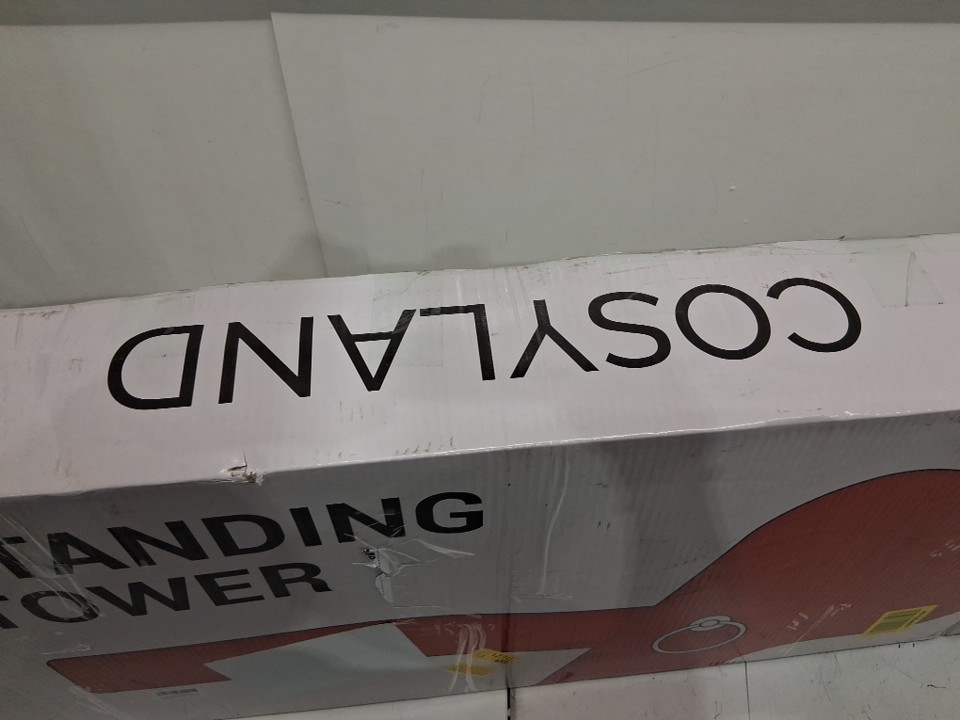 COSYLAND
TANDING
TOWER